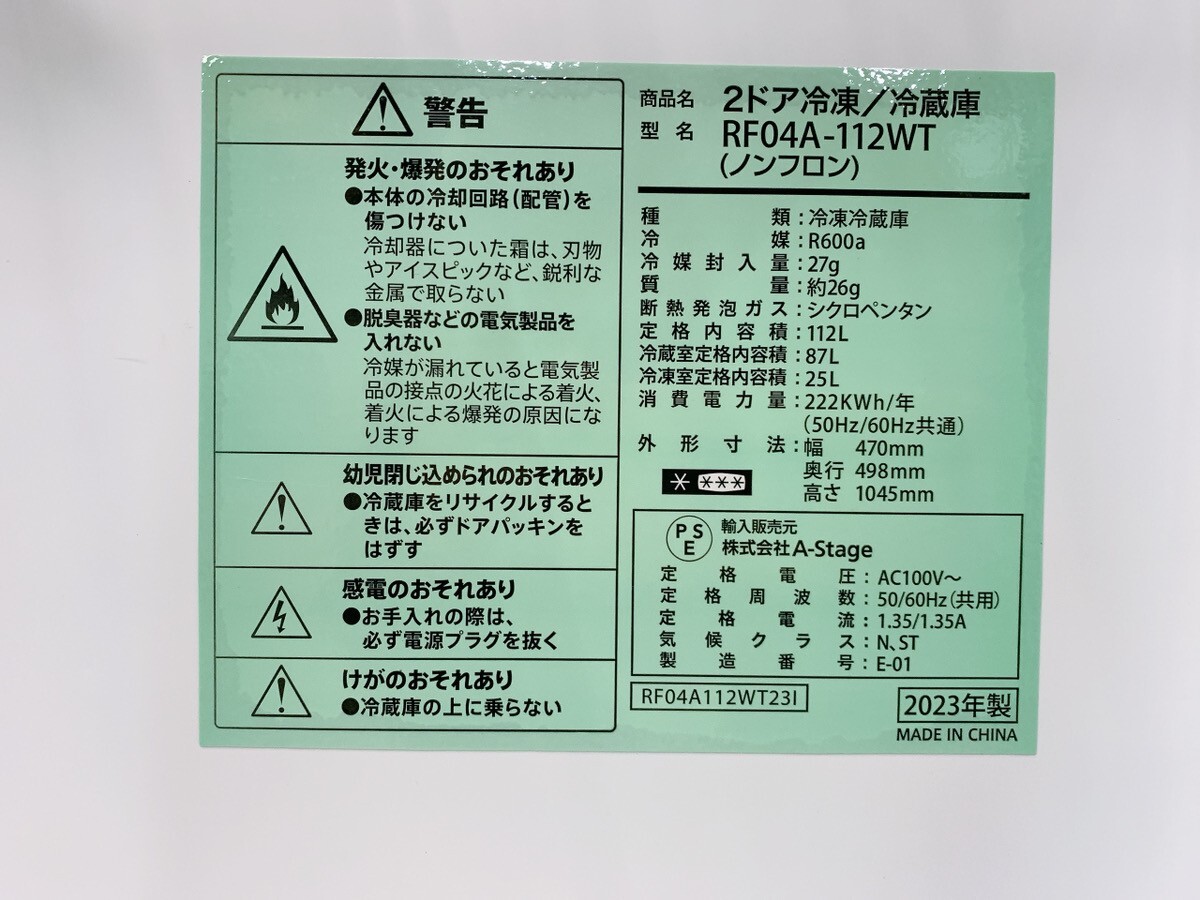 警告
発火・爆発のおそれあり
●本体の冷却回路(配管)を
傷つけない
冷却器についた霜は、刃物
やアイスピックなど、鋭利な
金属で取らない
●脱臭器などの電気製品を
入れない
冷媒が漏れていると電気製
品の接点の火花による着火、
着火による爆発の原因にな
ります
幼児閉じ込められのおそれあり
●冷蔵庫をリサイクルすると
きは、必ずドアパッキンを
はずす
感電のおそれあり
●お手入れの際は、
必ず電源プラグを抜く
けがのおそれあり
●冷蔵庫の上に乗らない
商品名 2ドア冷凍/冷蔵庫
型名 RF04A-112WT
(ノンフロン)
種類:冷凍冷蔵庫
冷媒:R600a
冷媒封入量:27g
質量:約26g
断熱発泡ガス:シクロペンタン
定格内容積:112L
冷蔵室定格内容積:87L
冷凍室定格内容積:25L
消費電力量:222KWh/年
(50Hz/60Hz共通)
外形寸法:幅 470mm
奥行 498mm
高さ 1045mm
PSE
輸入販売元
株式会社A-Stage
定格電圧:AC100V～
定格周波数:50/60Hz(共用)
定格電流:1.35/1.35A
気候クラス:N、ST
製造番号:E-01
RF04A112WT23I
2023年製
MADE IN CHINA